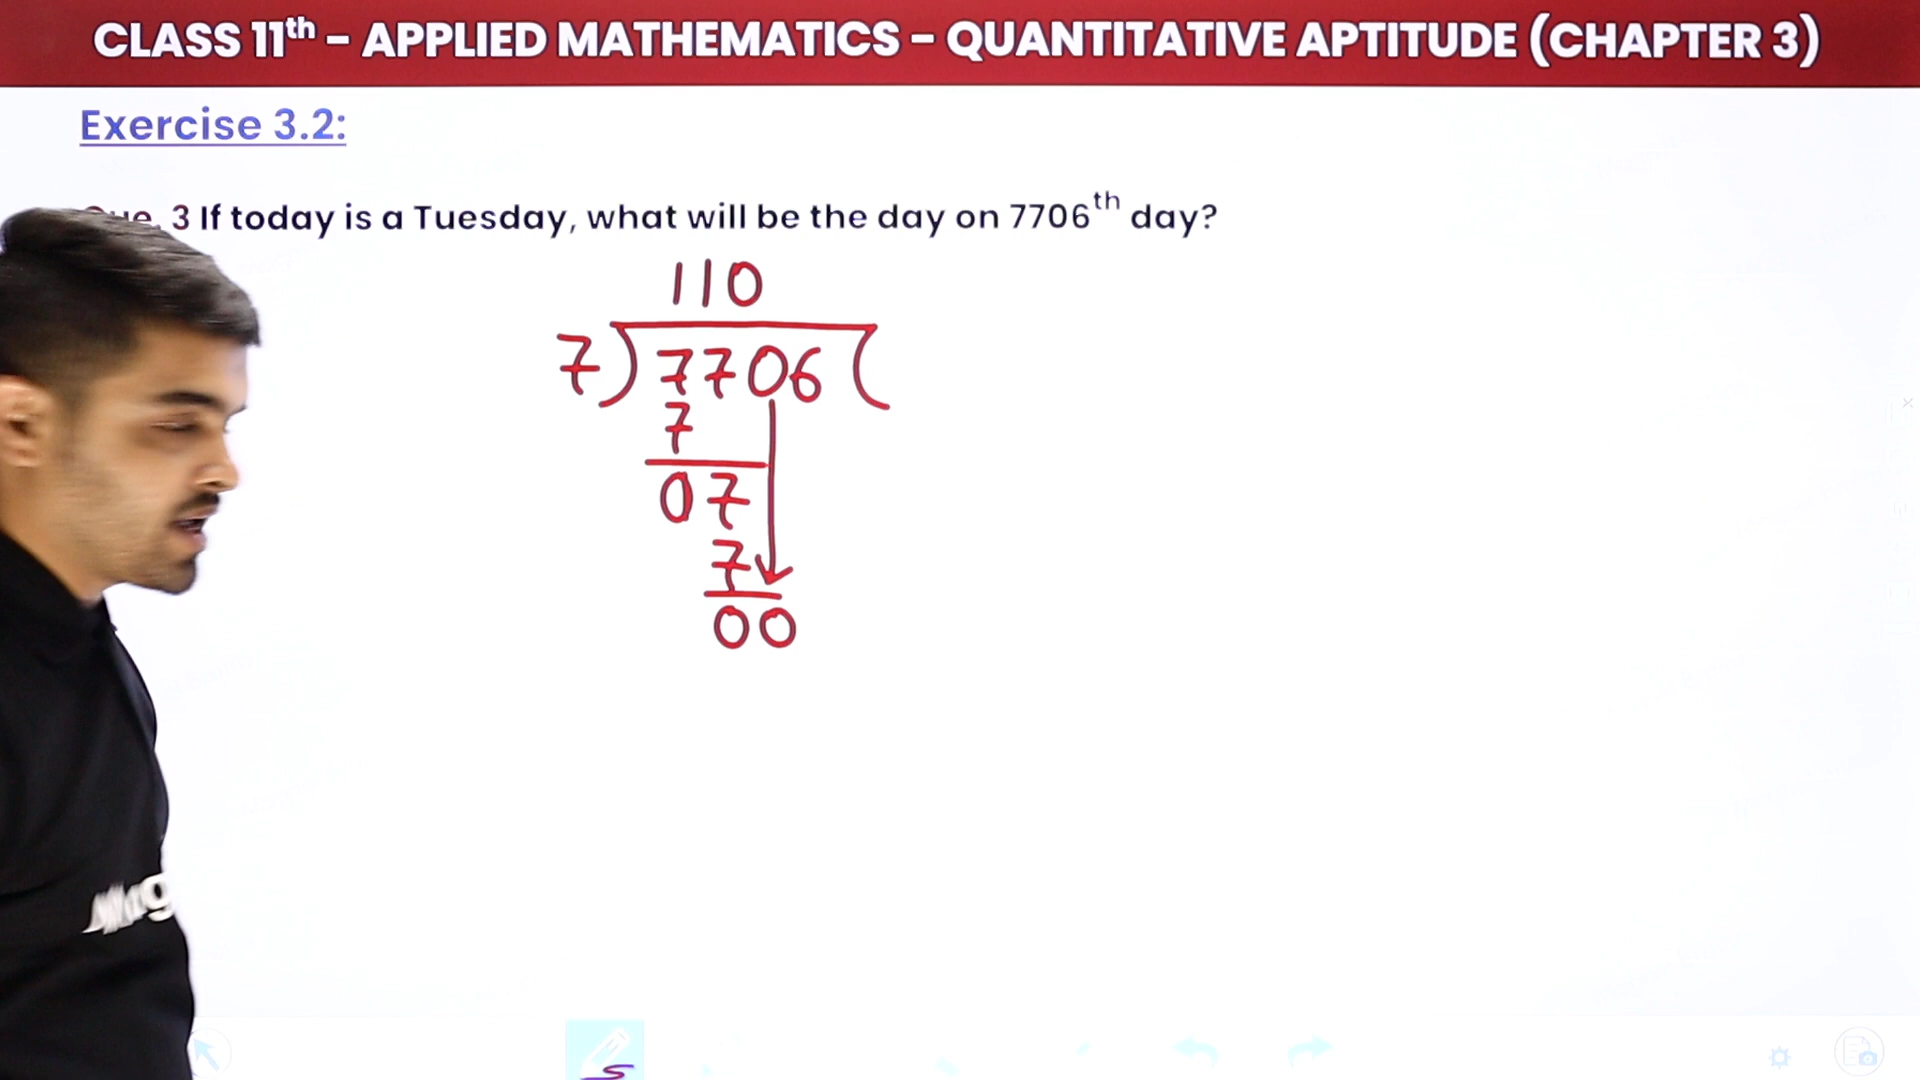 CLASS 11th - APPLIED MATHEMATICS - QUANTITATIVE APTITUDE (CHAPTER 3)
Exercise 3.2:
Que. 3 If today is a Tuesday, what will be the day on 7706th day?
110
7)7706(
7
07
7
00